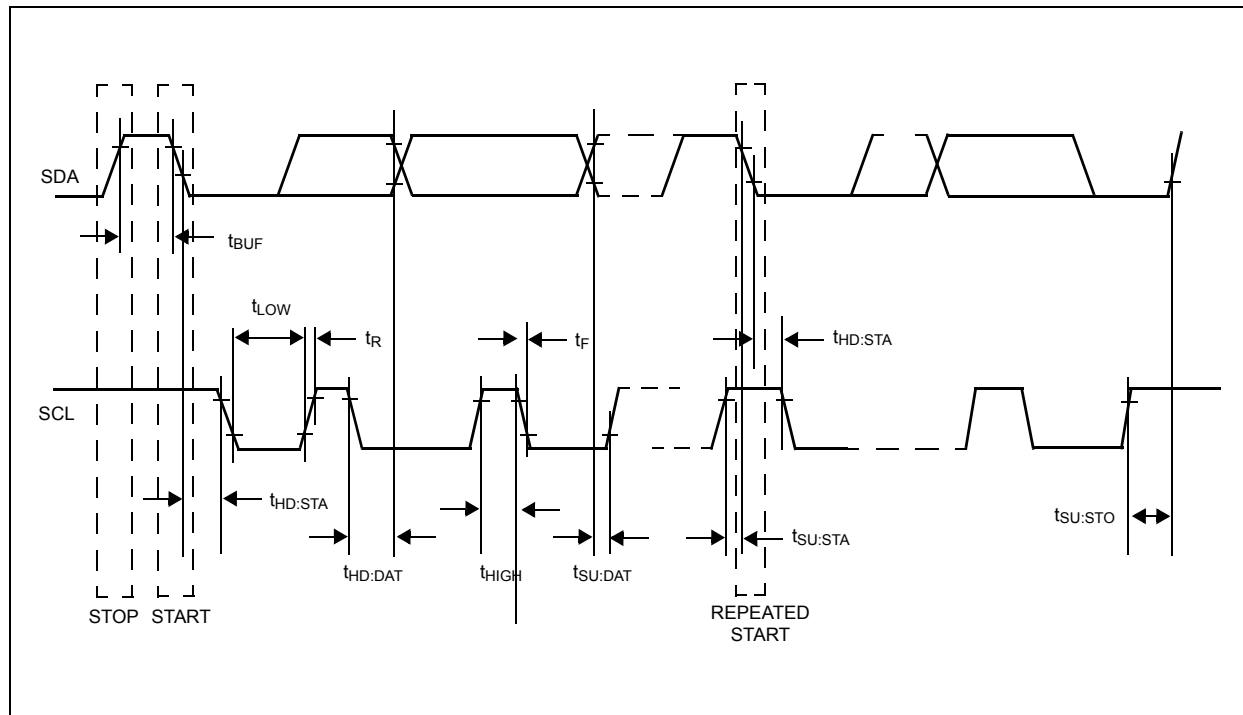 SDA
tBUF
tLOW
tR
tF
tHD:STA
SCL
tHD:STA
tSU:STO
tSU:STA
tHD:DAT
tHIGH
tSU:DAT
STOP
START
REPEATED
START